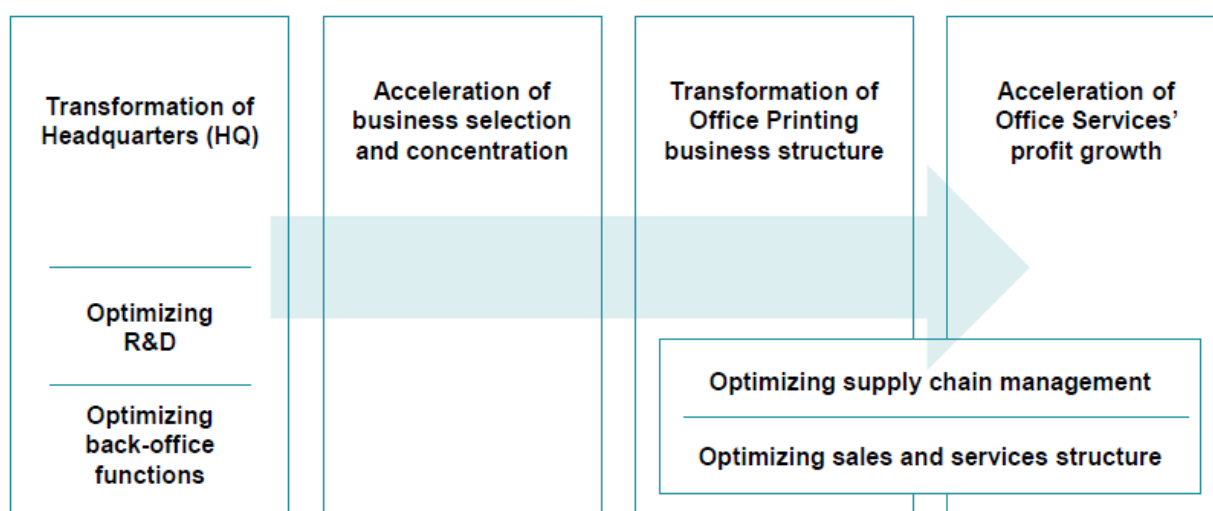 Transformation of
Headquarters (HQ)
Optimizing
R&D
Optimizing
back-office
functions
Acceleration of
business selection
and concentration
Transformation of
Office Printing
business structure
Acceleration of
Office Services’
profit growth
Optimizing supply chain management
Optimizing sales and services structure